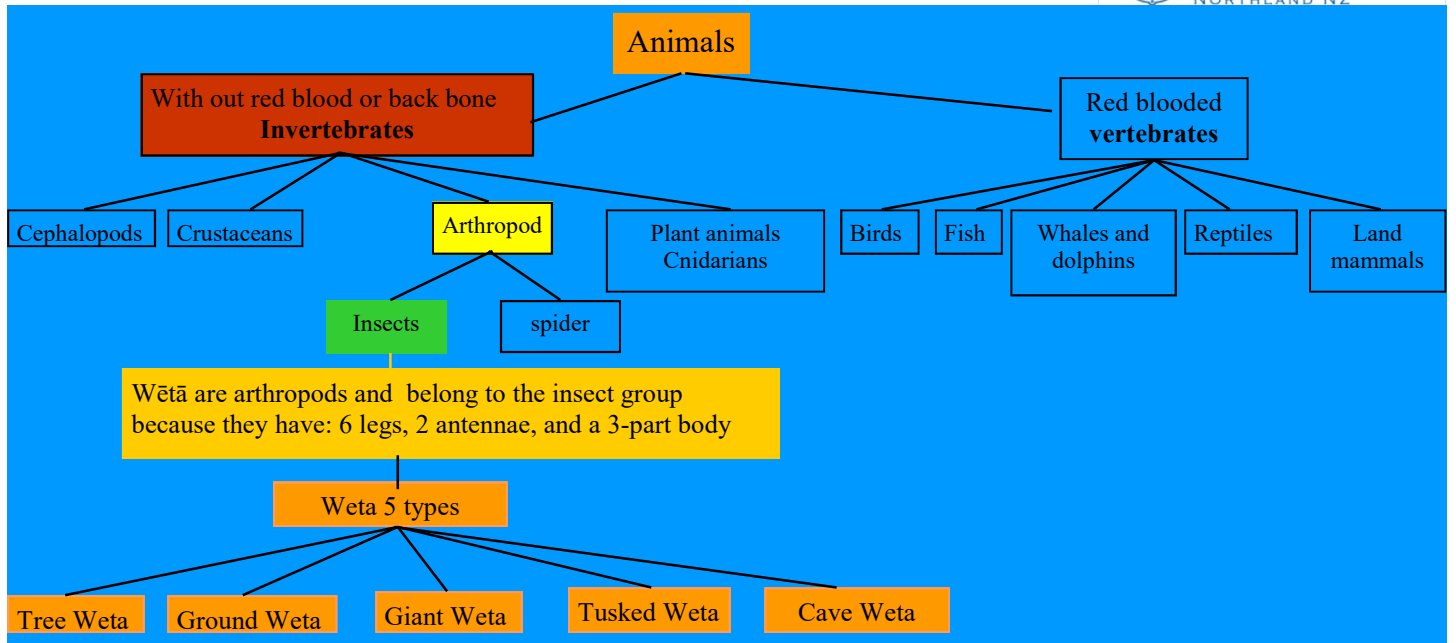 NORTHLAND NZ
Animals
With out red blood or back bone
Invertebrates
Red blooded
vertebrates
Cephalopods
Crustaceans
Arthropod
Plant animals
Cnidarians
Birds
Fish
Whales and
dolphins
Reptiles
Land
mammals
Insects
spider
Wētā are arthropods and  belong to the insect group
because they have: 6 legs, 2 antennae, and a 3-part body
Weta 5 types
Tree Weta
Ground Weta
Giant Weta
Tusked Weta
Cave Weta